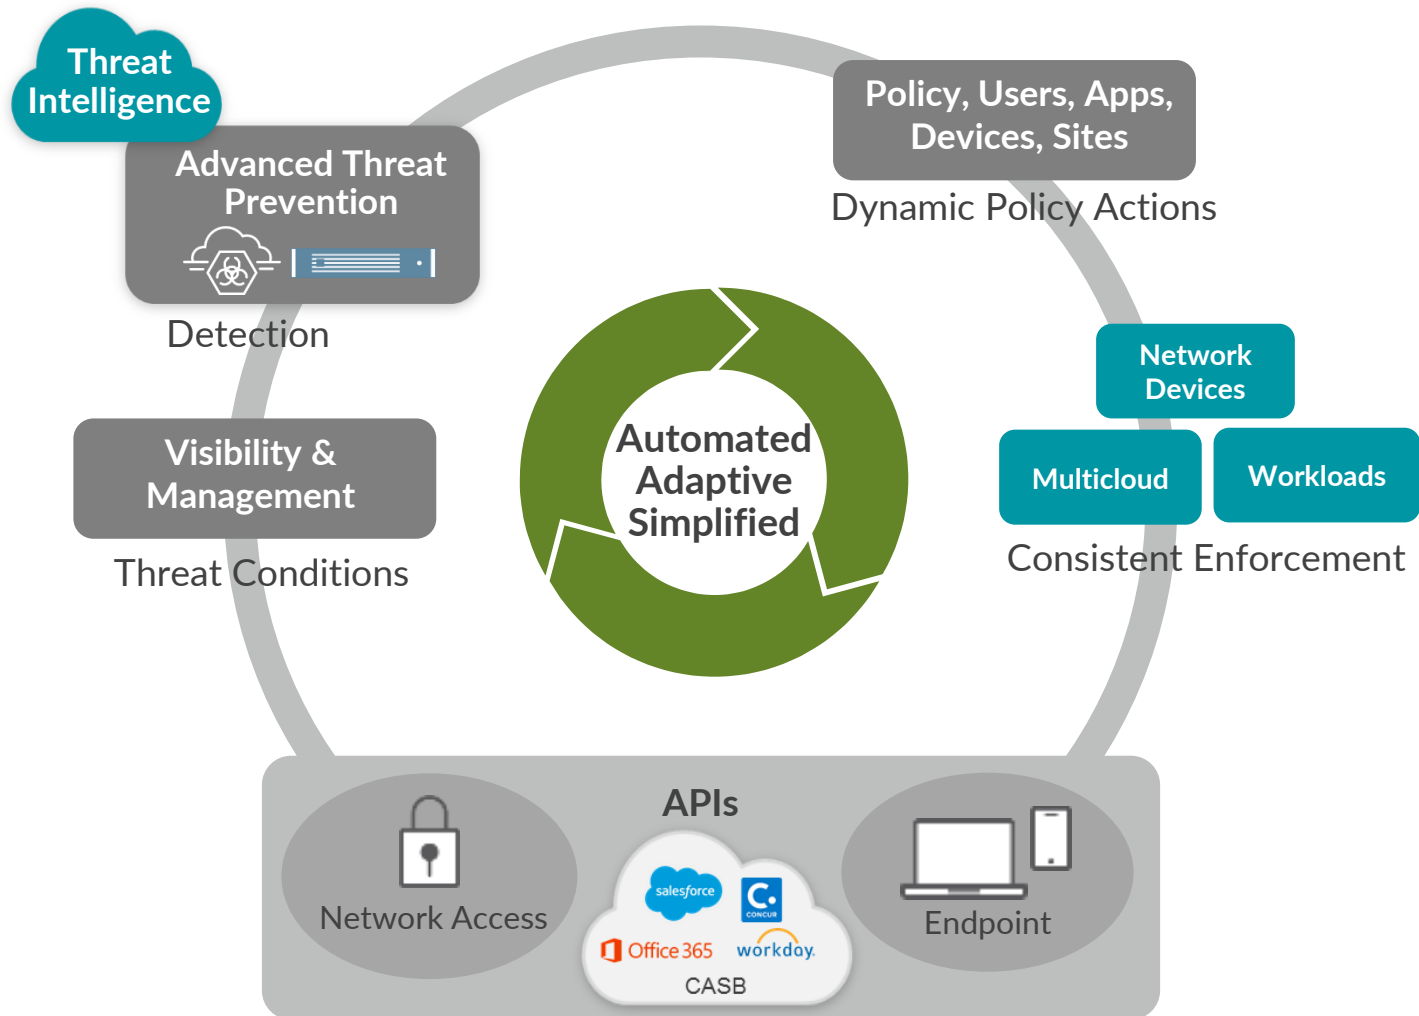 Threat
Intelligence
Advanced Threat
Prevention
Detection
Visibility &
Management
Threat Conditions
Policy, Users, Apps,
Devices, Sites
Dynamic Policy Actions
Network
Devices
Multicloud
Workloads
Consistent Enforcement
Automated
Adaptive
Simplified
APIs
Network Access
salesforce
C.
CONCUR
Office 365
workday.
CASB
Endpoint